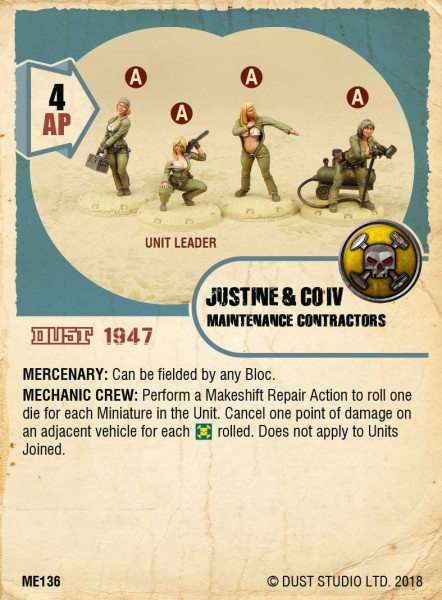 4
AP
A
A
A
A
UNIT LEADER
JUSTINE & CO IV
MAINTENANCE CONTRACTORS
DUST 1947
MERCENARY: Can be fielded by any Bloc.
MECHANIC CREW: Perform a Makeshift Repair Action to roll one
die for each Miniature in the Unit. Cancel one point of damage on
an adjacent vehicle for each rolled. Does not apply to Units
Joined.
ME136
© DUST STUDIO LTD. 2018